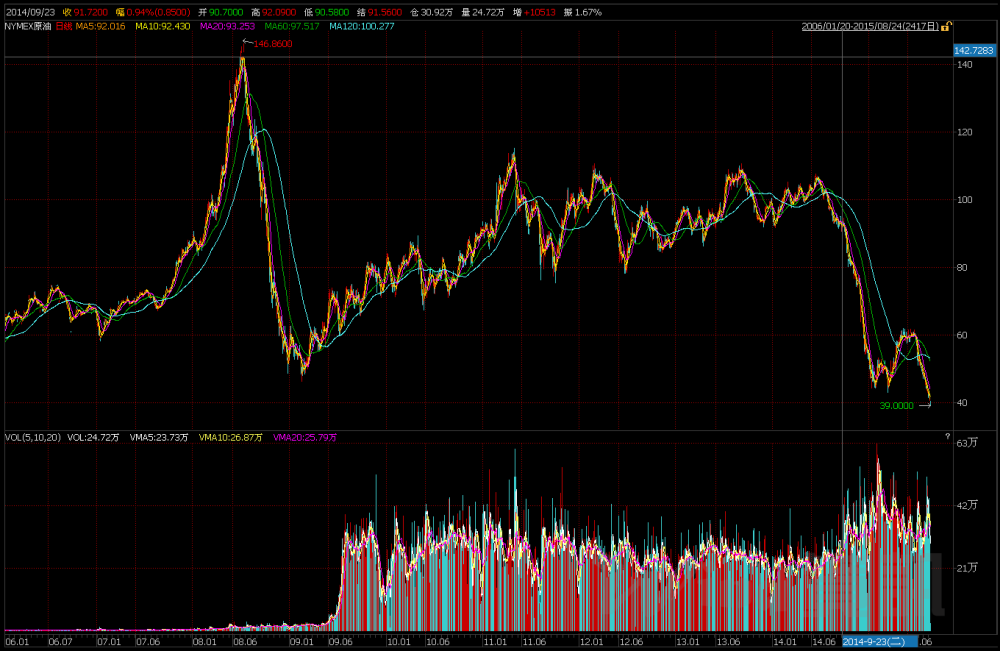 2014/09/23 收 91.7200 幅 0.94%(0.8500) 开 90.7000 高 92.0900 低 90.5800 结 91.5600 仓 30.92万 量 24.72万 增 +10513 振 1.67%
NYMEX原油 日线 MA5:92.016 MA10:92.430 MA20:93.253 MA60:97.517 MA120:100.277 2006/01/20-2015/08/24(2417日)
146.8600
142.7283
140
120
100
80
60
40
39.0000
VOL(5,10,20) VOL:24.72万 VMA5:23.73万 VMA10:26.87万 VMA20:25.79万 ?
63万
42万
21万
06.01 06.07 07.01 07.06 08.01 08.06 09.01 09.06 10.01 10.06 11.01 11.06 12.01 12.06 13.01 13.06 14.01 14.06 2014-9-23(二) .06